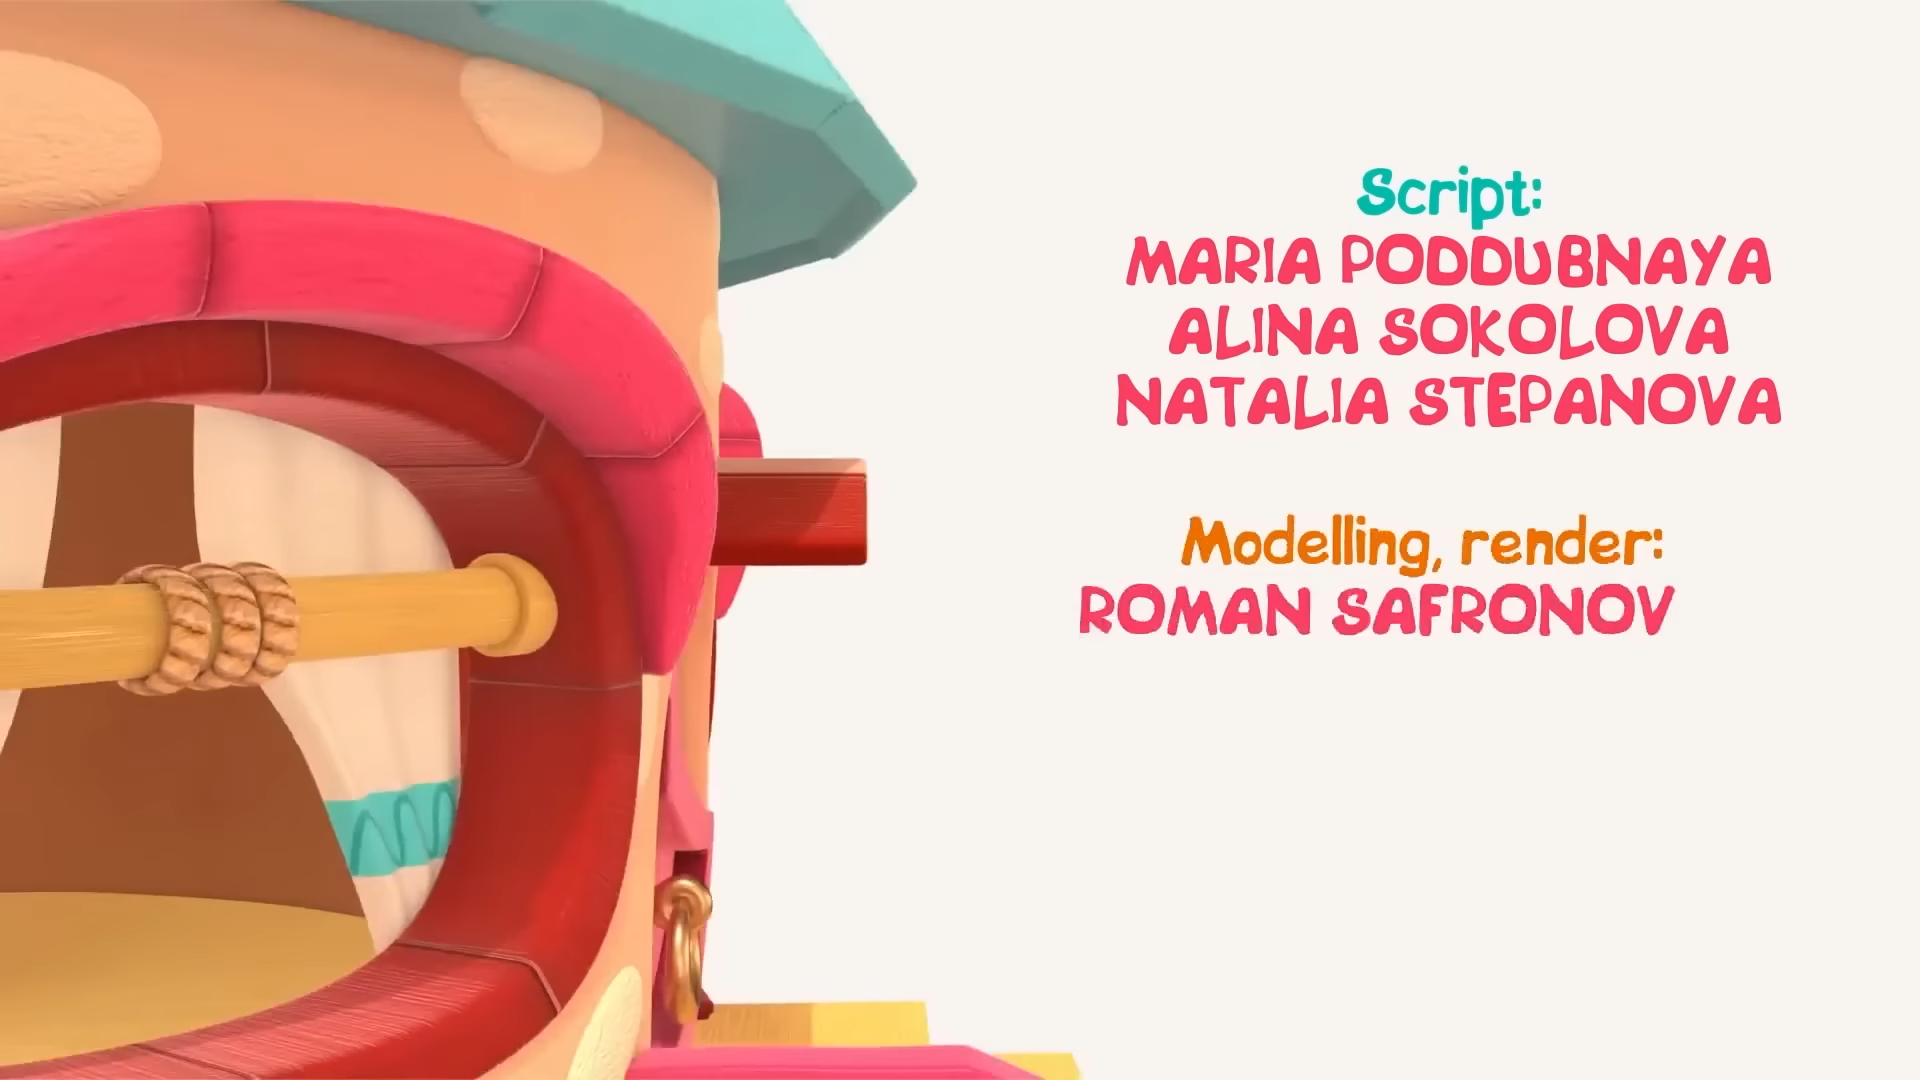 Script:
MARIA PODDUBNAYA
ALINA SOKOLOVA
NATALIA STEPANOVA
Modelling, render:
ROMAN SAFRONOV